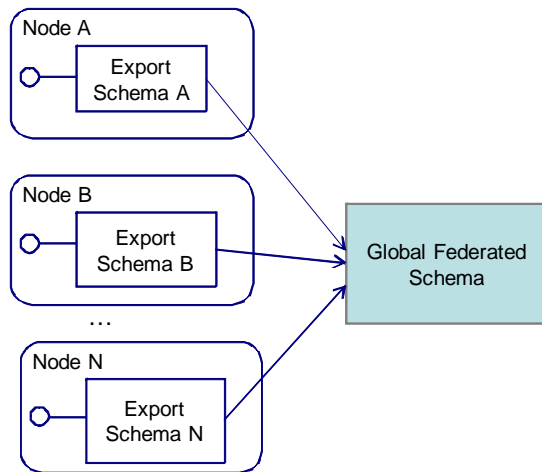 Node A
Export
Schema A
Node B
Export
Schema B
Global Federated
Schema
...
Node N
Export
Schema N